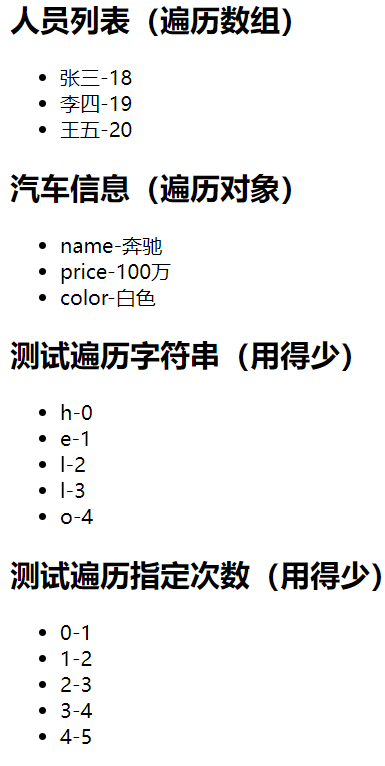 人员列表（遍历数组）
张三-18
李四-19
王五-20
汽车信息（遍历对象）
name-奔驰
price-100万
color-白色
测试遍历字符串（用得少）
h-0
e-1
l-2
l-3
o-4
测试遍历指定次数（用得少）
0-1
1-2
2-3
3-4
4-5